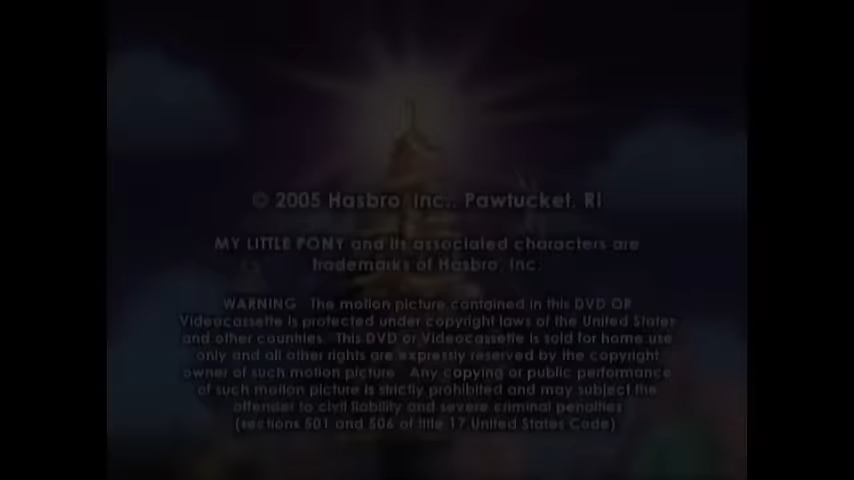 © 2005 Hasbro, Inc., Pawtucket, RI
MY LITTLE PONY and its associated characters are
trademarks of Hasbro, Inc.
WARNING: The motion picture contained in this DVD OR
Videocassette is protected under copyright laws of the United States
and other countries. This DVD or Videocassette is sold for home use
only and all other rights are expressly reserved by the copyright
owner of such motion picture. Any copying or public performance
of such motion picture is strictly prohibited and may subject the
offender to civil liability and severe criminal penalties
(sections 501 and 506 of title 17 United States Code)